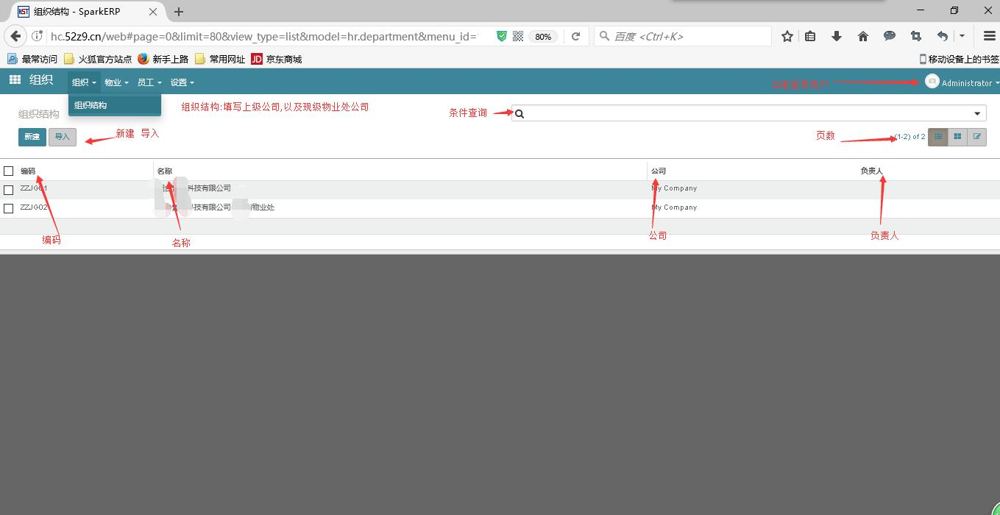 组织结构 - SparkERP
hc.52z9.cn/web#page=0&limit=80&view_type=list&model=hr.department&menu_id=
80%
百度 <Ctrl+K>
最常访问 火狐官方站点 新手上路 常用网址 JD 京东商城 移动设备上的书签
组织 组织 物业 员工 设置 当前登录用户 Administrator
组织结构
组织结构:填写上级公司,以及现级物业处公司
组织结构
条件查询
新建 导入
新建 导入
页数
(1-2) of 2
编码 名称 公司 负责人
ZZJG01 科技有限公司 My Company
ZZJG02 科技有限公司 物业处 My Company
编码
名称
公司
负责人